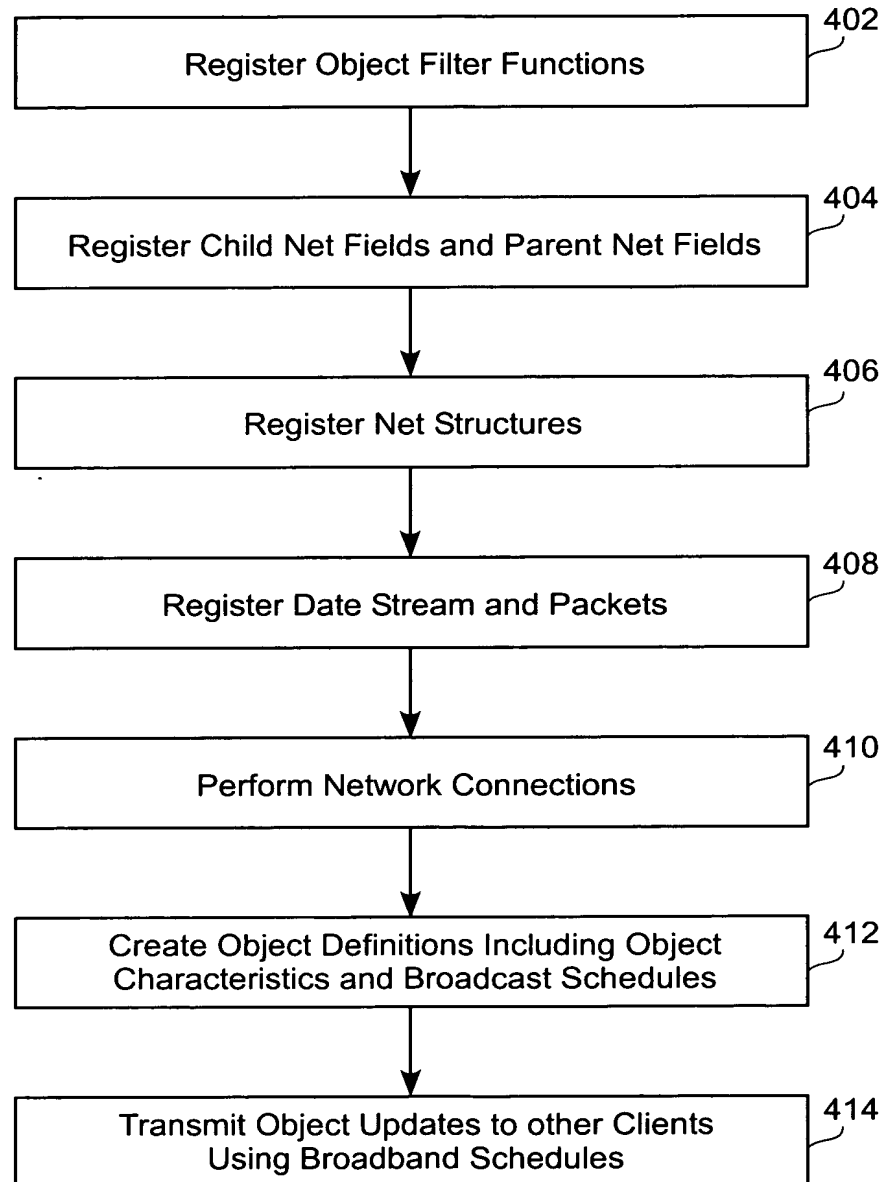 402
Register Object Filter Functions
404
Register Child Net Fields and Parent Net Fields
406
Register Net Structures
408
Register Date Stream and Packets
410
Perform Network Connections
412
Create Object Definitions Including Object
Characteristics and Broadcast Schedules
414
Transmit Object Updates to other Clients
Using Broadband Schedules